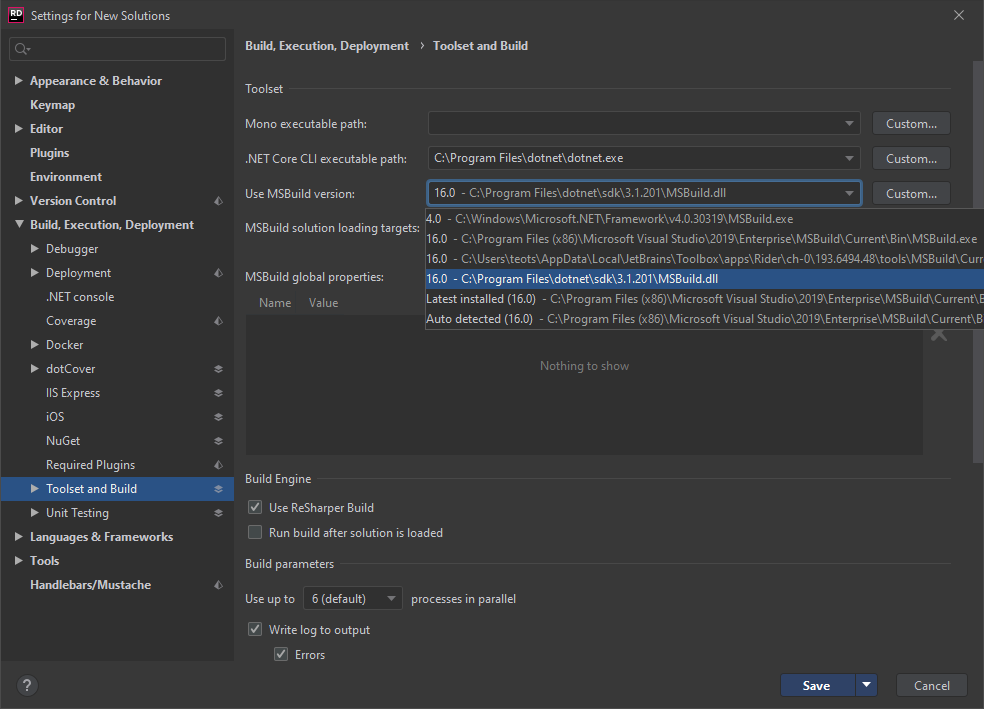 RD Settings for New Solutions
Appearance & Behavior
Keymap
Editor
Plugins
Environment
Version Control
Build, Execution, Deployment
Debugger
Deployment
.NET console
Coverage
Docker
dotCover
IIS Express
iOS
NuGet
Required Plugins
Toolset and Build
Unit Testing
Languages & Frameworks
Tools
Handlebars/Mustache
Build, Execution, Deployment › Toolset and Build
Toolset
Mono executable path: Custom...
.NET Core CLI executable path: C:\Program Files\dotnet\dotnet.exe Custom...
Use MSBuild version: 16.0 - C:\Program Files\dotnet\sdk\3.1.201\MSBuild.dll Custom...
4.0 - C:\Windows\Microsoft.NET\Framework\v4.0.30319\MSBuild.exe
16.0 - C:\Program Files (x86)\Microsoft Visual Studio\2019\Enterprise\MSBuild\Current\Bin\MSBuild.exe
16.0 - C:\Users\teots\AppData\Local\JetBrains\Toolbox\apps\Rider\ch-0\193.6494.48\tools\MSBuild\Curr
16.0 - C:\Program Files\dotnet\sdk\3.1.201\MSBuild.dll
Latest installed (16.0) - C:\Program Files (x86)\Microsoft Visual Studio\2019\Enterprise\MSBuild\Current\B
Auto detected (16.0) - C:\Program Files (x86)\Microsoft Visual Studio\2019\Enterprise\MSBuild\Current\B
MSBuild solution loading targets:
MSBuild global properties:
Name Value
Nothing to show
Build Engine
Use ReSharper Build
Run build after solution is loaded
Build parameters
Use up to 6 (default) processes in parallel
Write log to output
Errors
? Save Cancel